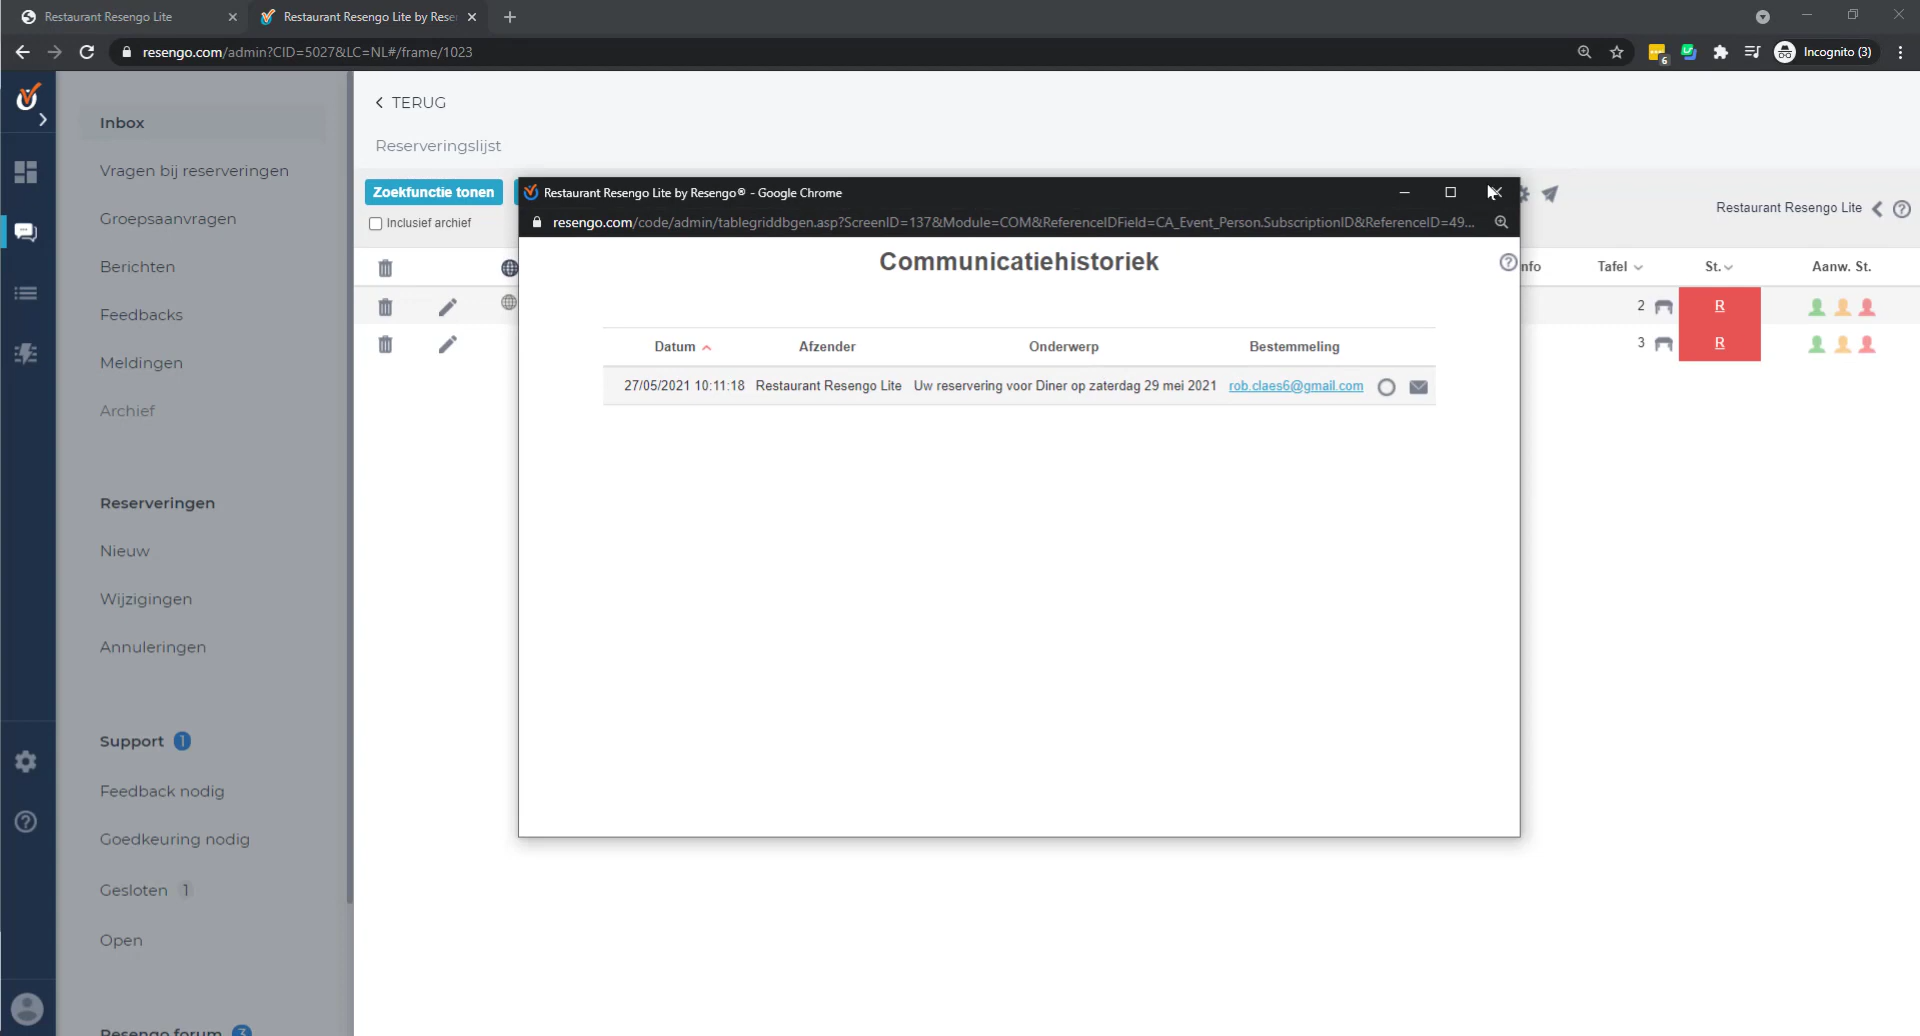 Restaurant Resengo Lite
Restaurant Resengo Lite by Rese
resengo.com/admin?CID=5027&LC=NL#/frame/1023
6
Incognito (3)
Inbox
Vragen bij reserveringen
Groepsaanvragen
Berichten
Feedbacks
Meldingen
Archief
Reserveringen
Nieuw
Wijzigingen
Annuleringen
Support 1
Feedback nodig
Goedkeuring nodig
Gesloten 1
Open
Resengo forum 3
TERUG
Reserveringslijst
Zoekfunctie tonen
Inclusief archief
Restaurant Resengo Lite by Resengo® - Google Chrome
resengo.com/code/admin/tablegriddbgen.asp?ScreenID=137&Module=COM&ReferenceIDField=CA_Event_Person.SubscriptionID&ReferenceID=49...
Communicatiehistoriek
Datum Afzender Onderwerp Bestemmeling
27/05/2021 10:11:18 Restaurant Resengo Lite Uw reservering voor Diner op zaterdag 29 mei 2021 rob.claes6@gmail.com
Restaurant Resengo Lite
nfo Tafel St. Aanw. St.
2 R
3 R